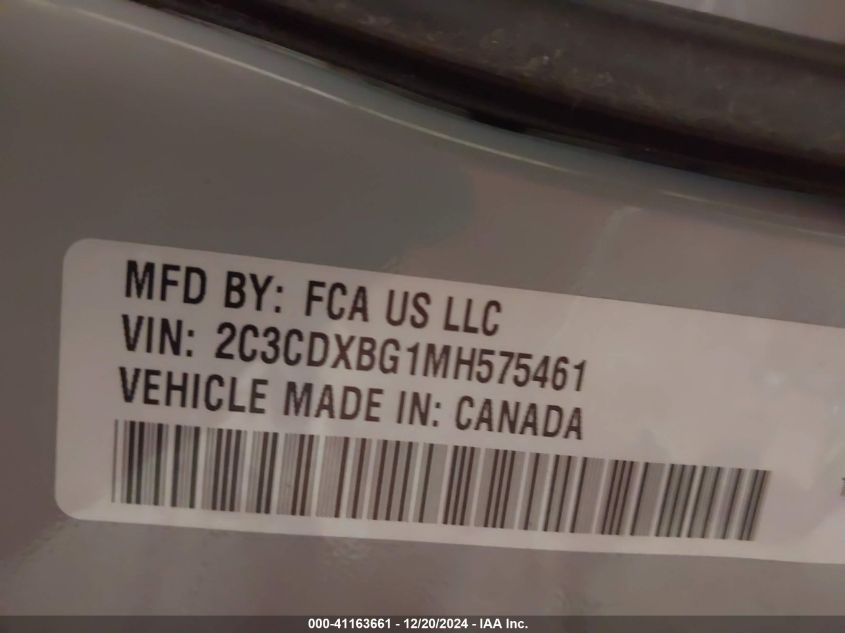 MFD BY: FCA US LLC
VIN: 2C3CDXBG1MH575461
VEHICLE MADE IN: CANADA
000-41163661 - 12/20/2024 - IAA Inc.